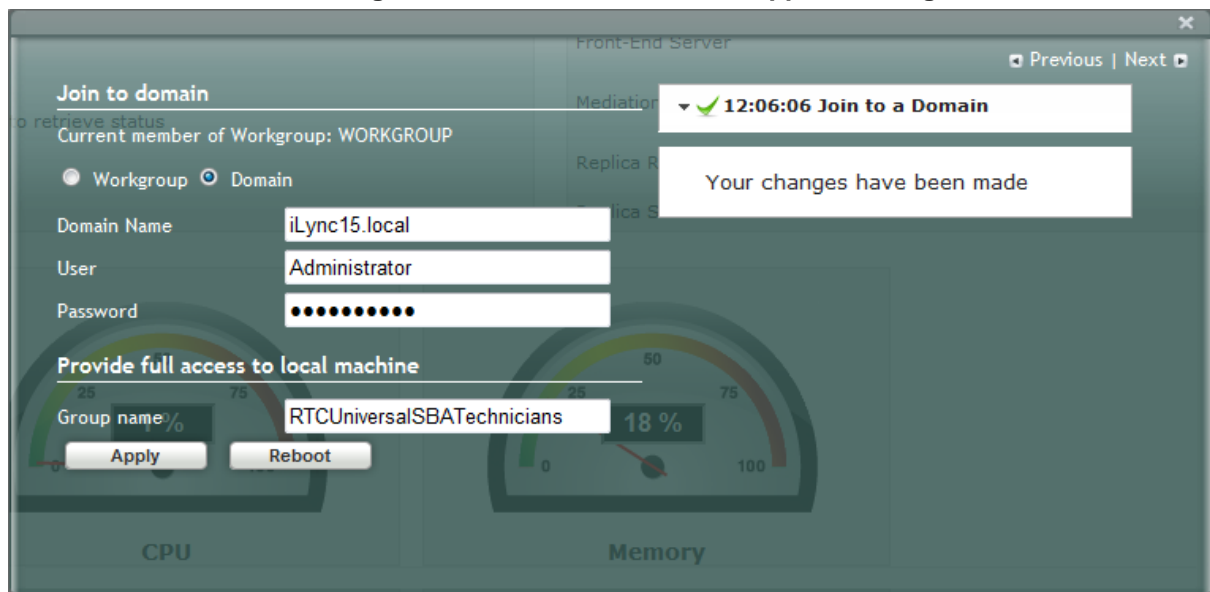 Front-End Server
Previous | Next
Join to domain
Mediation
12:06:06 Join to a Domain
to retrieve status
Current member of Workgroup: WORKGROUP
Replica R
Your changes have been made
Workgroup Domain
Replica S
Domain Name iLync15.local
User Administrator
Password ●●●●●●●●●●
Provide full access to local machine
50
25 75 25 75
Group name RTCUniversalSBATechnicians
% 18 %
Apply Reboot
0 100
CPU Memory